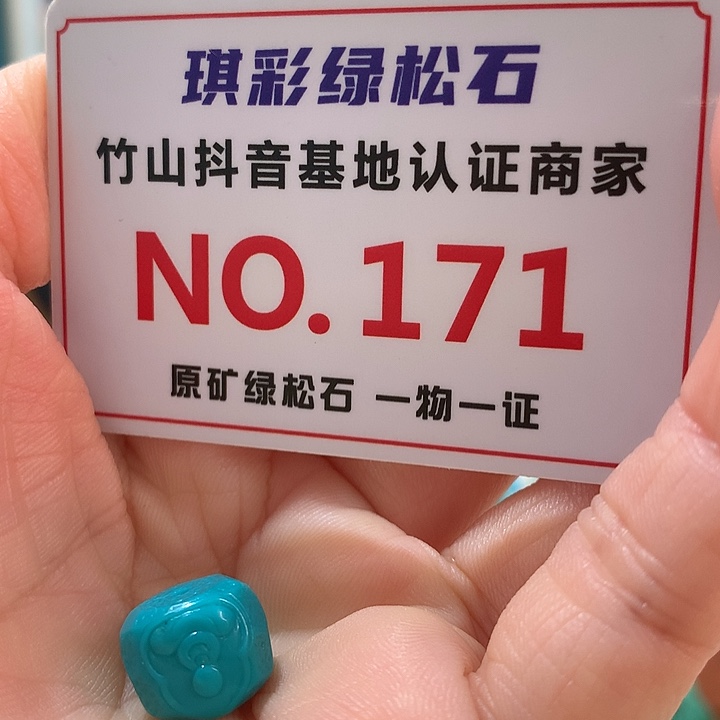 琪彩绿松石
竹山抖音基地认证商家
NO.171
原矿绿松石 一物一证